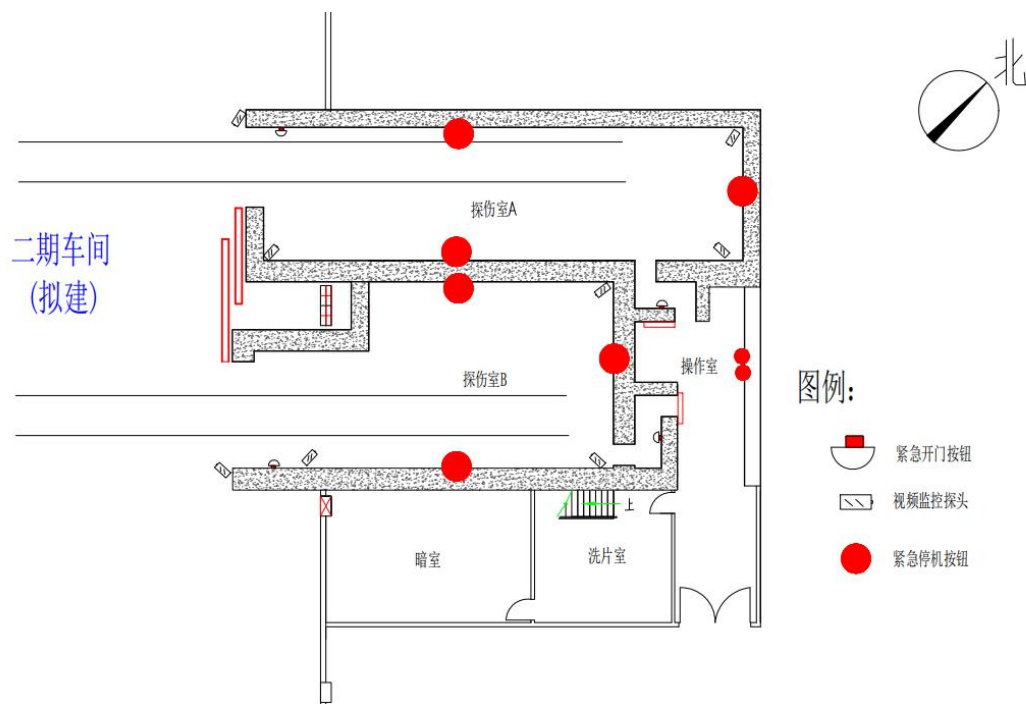 北
探伤室A
二期车间
(拟建)
操作室
探伤室B
图例：
紧急开门按钮
视频监控探头
上
暗室
洗片室
紧急停机按钮